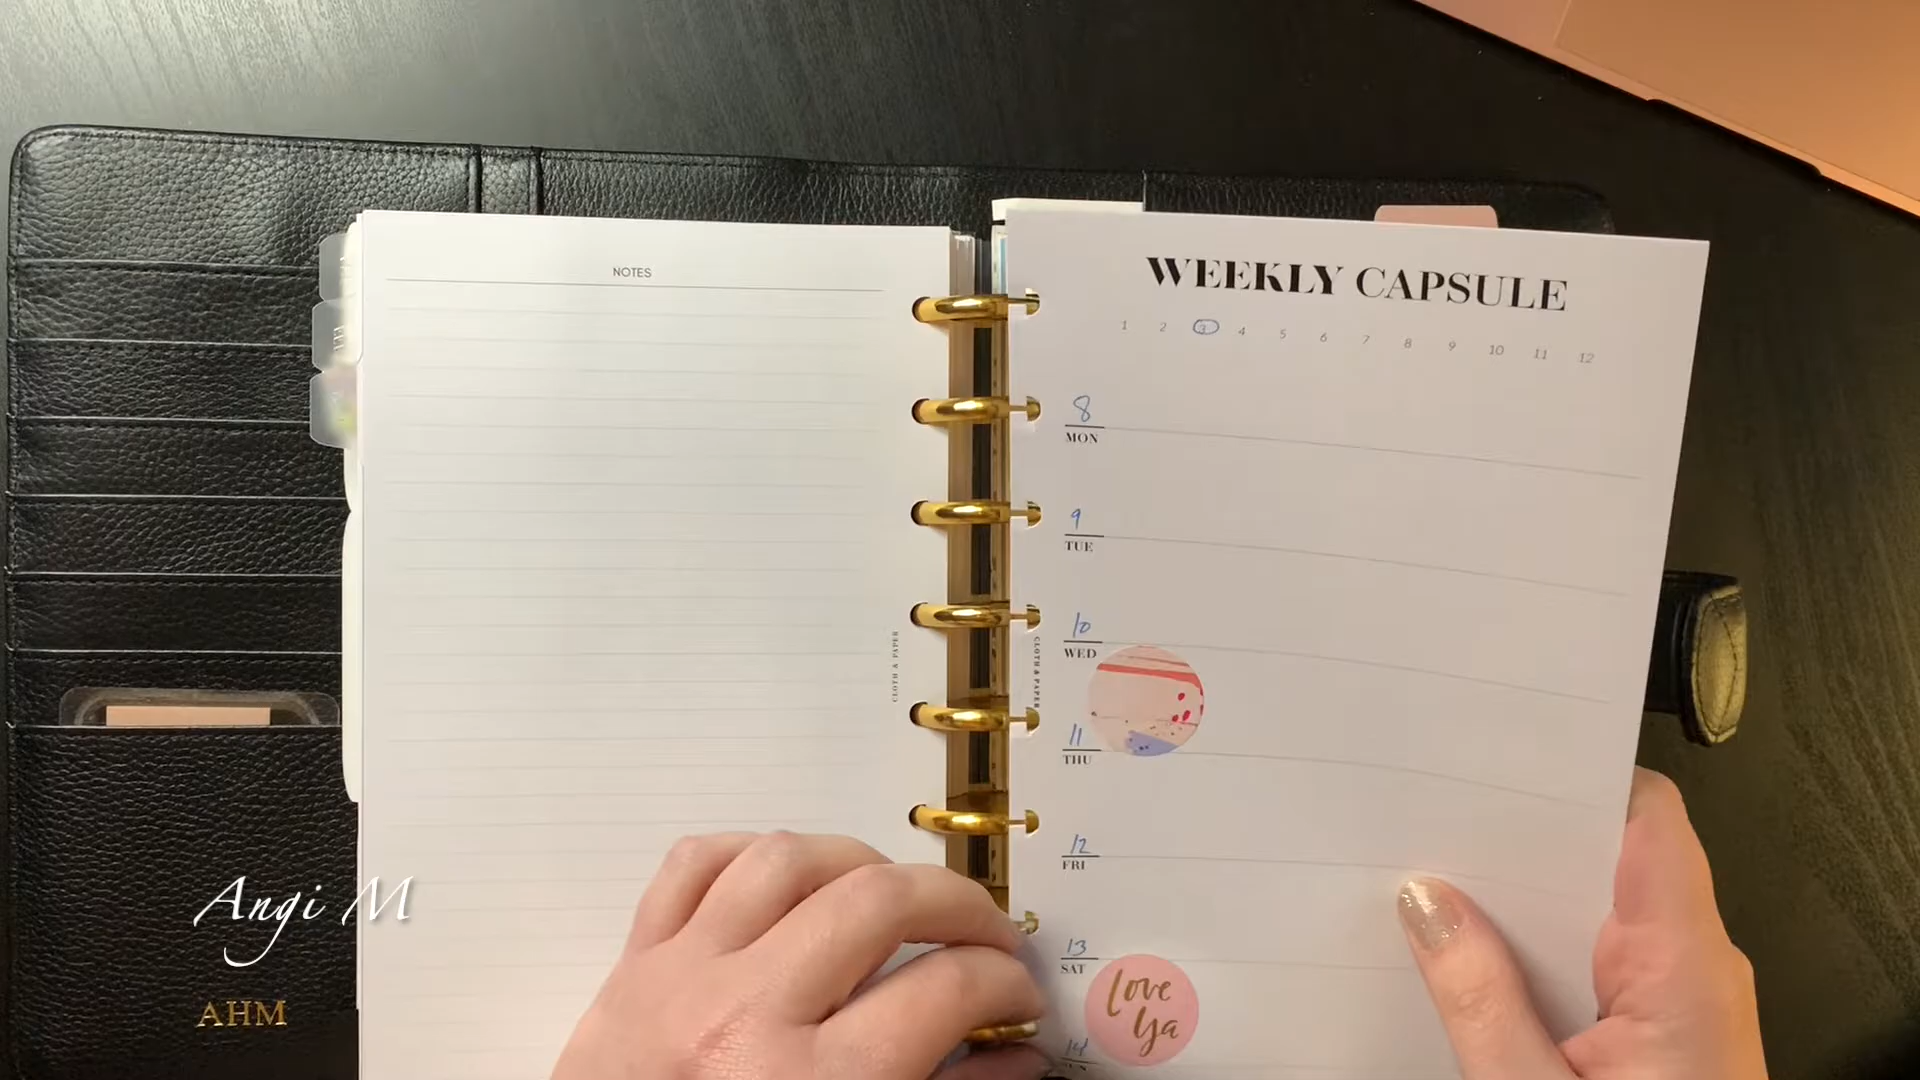 NOTES
CLOTH & PAPER
Angi M
AHM
WEEKLY CAPSULE
1 2 3 4 5 6 7 8 9 10 11 12
8
MON
9
TUE
10
WED
CLOTH & PAPER
11
THU
12
FRI
13
SAT
Love
Ya
14